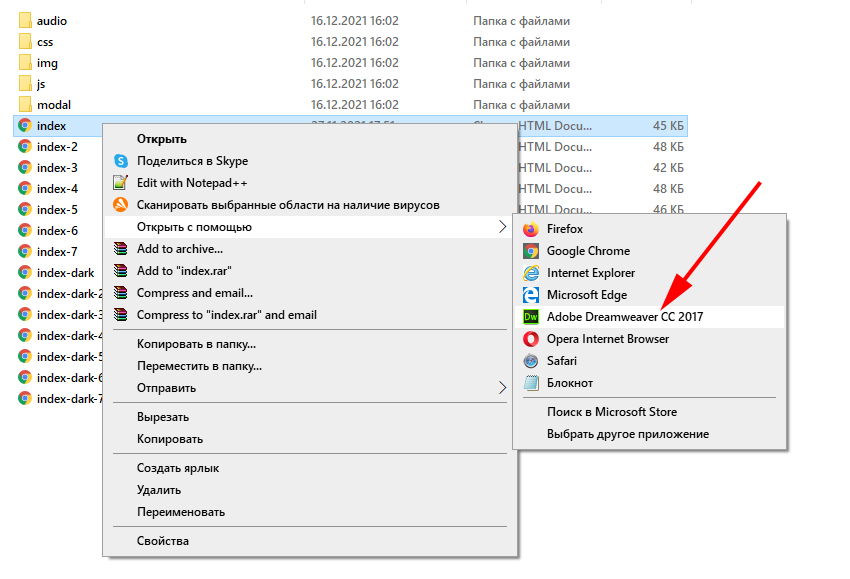 audio 16.12.2021 16:02 Папка с файлами
css 16.12.2021 16:02 Папка с файлами
img 16.12.2021 16:02 Папка с файлами
js 16.12.2021 16:02 Папка с файлами
modal 16.12.2021 16:02 Папка с файлами
index HTML Docu... 45 КБ
index-2 HTML Docu... 48 КБ
index-3 HTML Docu... 42 КБ
index-4 HTML Docu... 48 КБ
index-5 HTML Docu... 46 КБ
index-6
index-7
index-dark
index-dark-2
index-dark-3
index-dark-4
index-dark-5
index-dark-6
index-dark-7
Открыть
Поделиться в Skype
Edit with Notepad++
Сканировать выбранные области на наличие вирусов
Открыть с помощью
Add to archive...
Add to "index.rar"
Compress and email...
Compress to "index.rar" and email
Копировать в папку...
Переместить в папку...
Отправить
Вырезать
Копировать
Создать ярлык
Удалить
Переименовать
Свойства
Firefox
Google Chrome
Internet Explorer
Microsoft Edge
Dw Adobe Dreamweaver CC 2017
Opera Internet Browser
Safari
Блокнот
Поиск в Microsoft Store
Выбрать другое приложение